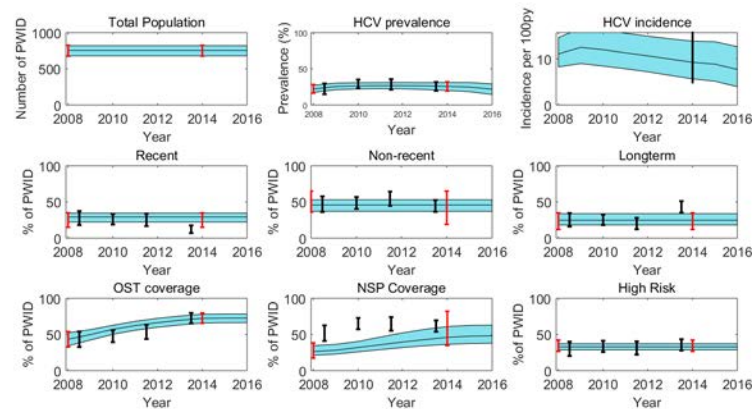 Total Population
HCV prevalence
HCV incidence
Number of PWID
1000
500
0
2008 2010 2012 2014 2016
Year
Prevalence (%)
100
50
0
2008 2010 2012 2014 2016
Year
Incidence per 100py
10
0
2008 2010 2012 2014 2016
Year
Recent
Non-recent
Longterm
% of PWID
100
50
0
2008 2010 2012 2014 2016
Year
% of PWID
100
50
0
2008 2010 2012 2014 2016
Year
% of PWID
100
50
0
2008 2010 2012 2014 2016
Year
OST coverage
NSP Coverage
High Risk
% of PWID
100
50
0
2008 2010 2012 2014 2016
Year
% of PWID
100
50
0
2008 2010 2012 2014 2016
Year
%of PWID
100
50
0
2008 2010 2012 2014 2016
Year